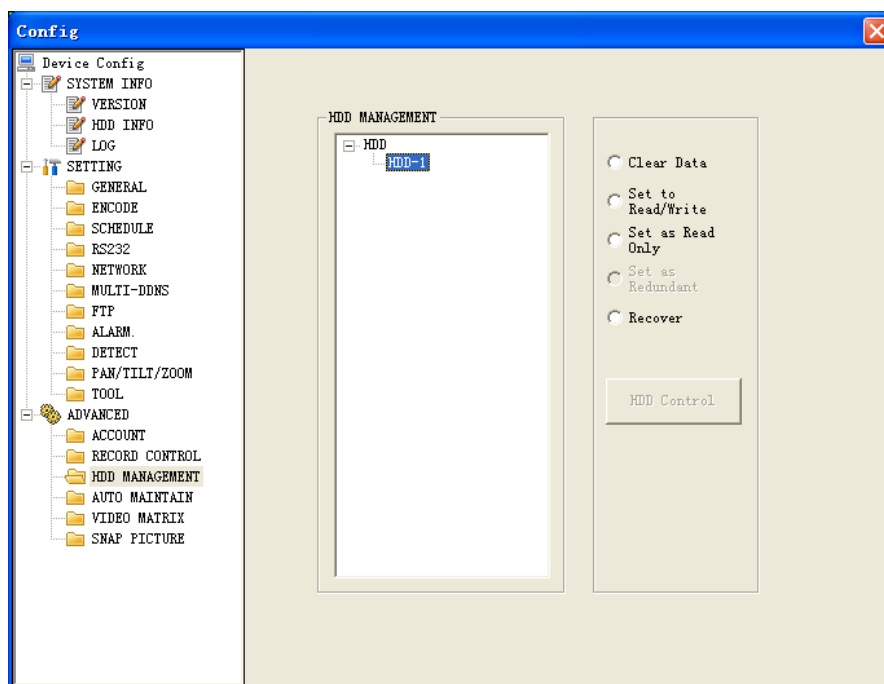 Config
Device Config
SYSTEM INFO
VERSION
HDD INFO
LOG
SETTING
GENERAL
ENCODE
SCHEDULE
RS232
NETWORK
MULTI-DDNS
FTP
ALARM.
DETECT
PAN/TILT/ZOOM
TOOL
ADVANCED
ACCOUNT
RECORD CONTROL
HDD MANAGEMENT
AUTO MAINTAIN
VIDEO MATRIX
SNAP PICTURE
HDD MANAGEMENT
HDD
HDD-1
Clear Data
Set to
Read/Write
Set as Read
Only
Set as
Redundant
Recover
HDD Control